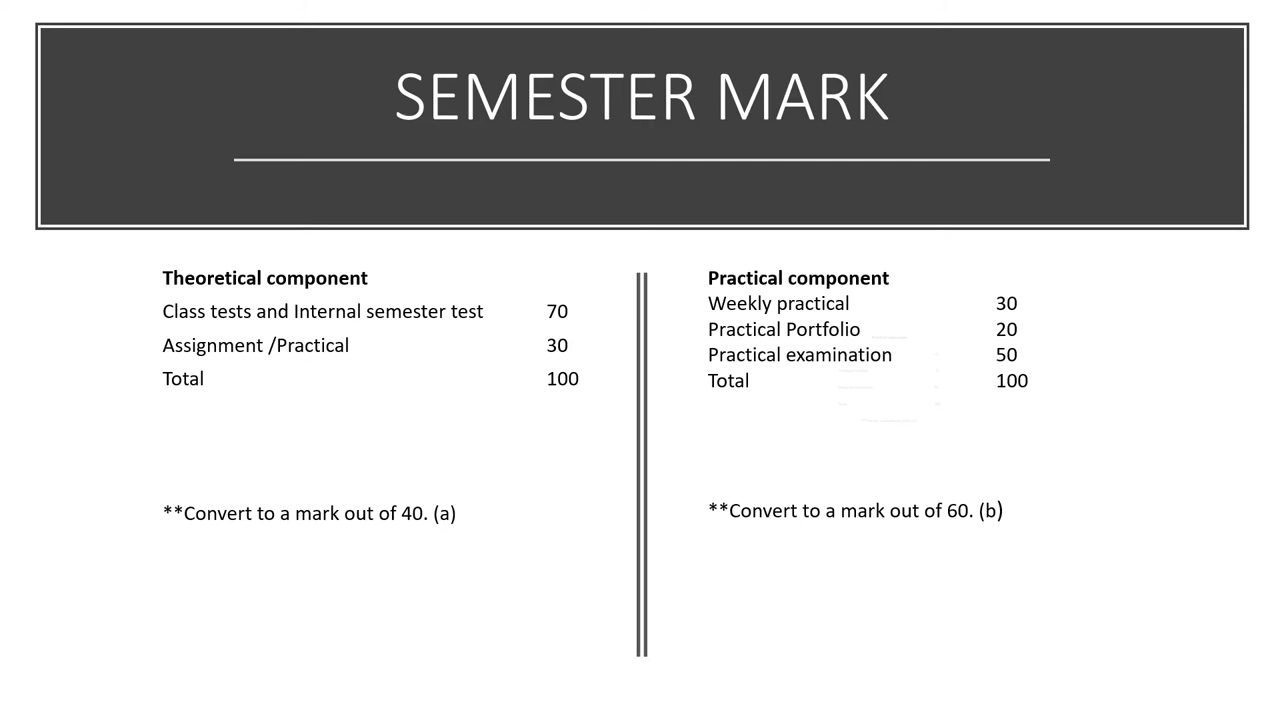 SEMESTER MARK
Theoretical component
Class tests and Internal semester test 70
Assignment /Practical 30
Total 100
**Convert to a mark out of 40. (a)
Practical component
Weekly practical 30
Practical Portfolio 20
Practical examination 50
Total 100
**Convert to a mark out of 60. (b)